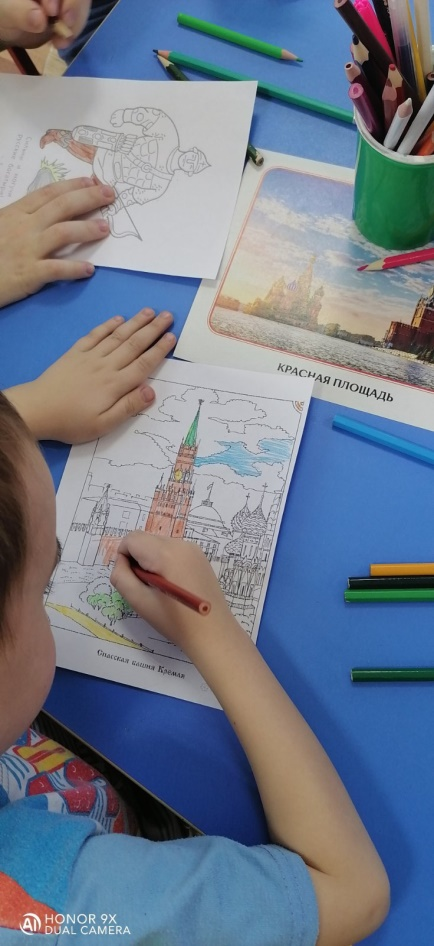 КРАСНАЯ ПЛОЩАДЬ
Спасская башня Кремля
HONOR 9X
DUAL CAMERA